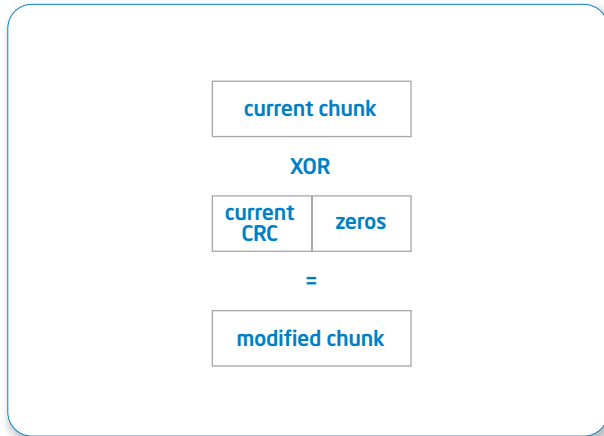 current chunk
XOR
current
CRC
zeros
=
modified chunk